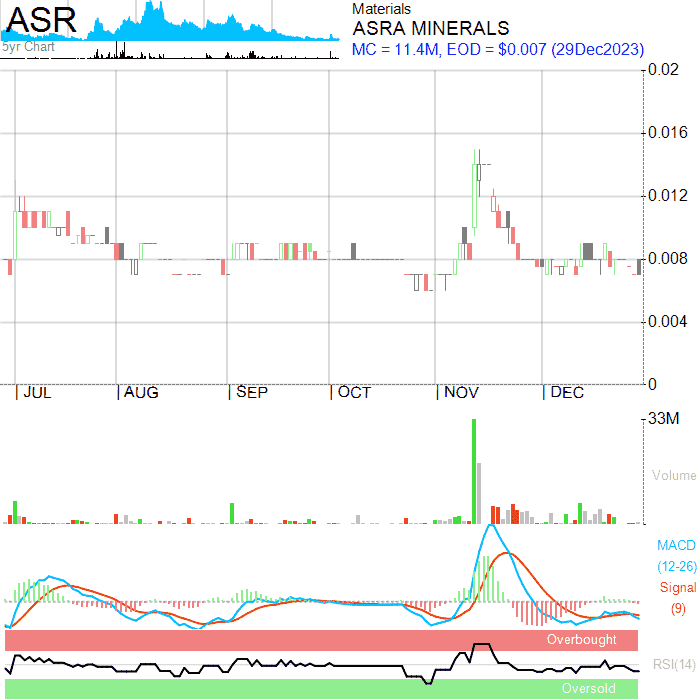 ASR
5yr Chart
Materials
ASRA MINERALS
MC = 11.4M, EOD = $0.007 (29Dec2023)
0.02
0.016
0.012
0.008
0.004
0
JUL AUG SEP OCT NOV DEC
33M
Volume
MACD
(12-26)
Signal
(9)
Overbought
RSI(14)
Oversold